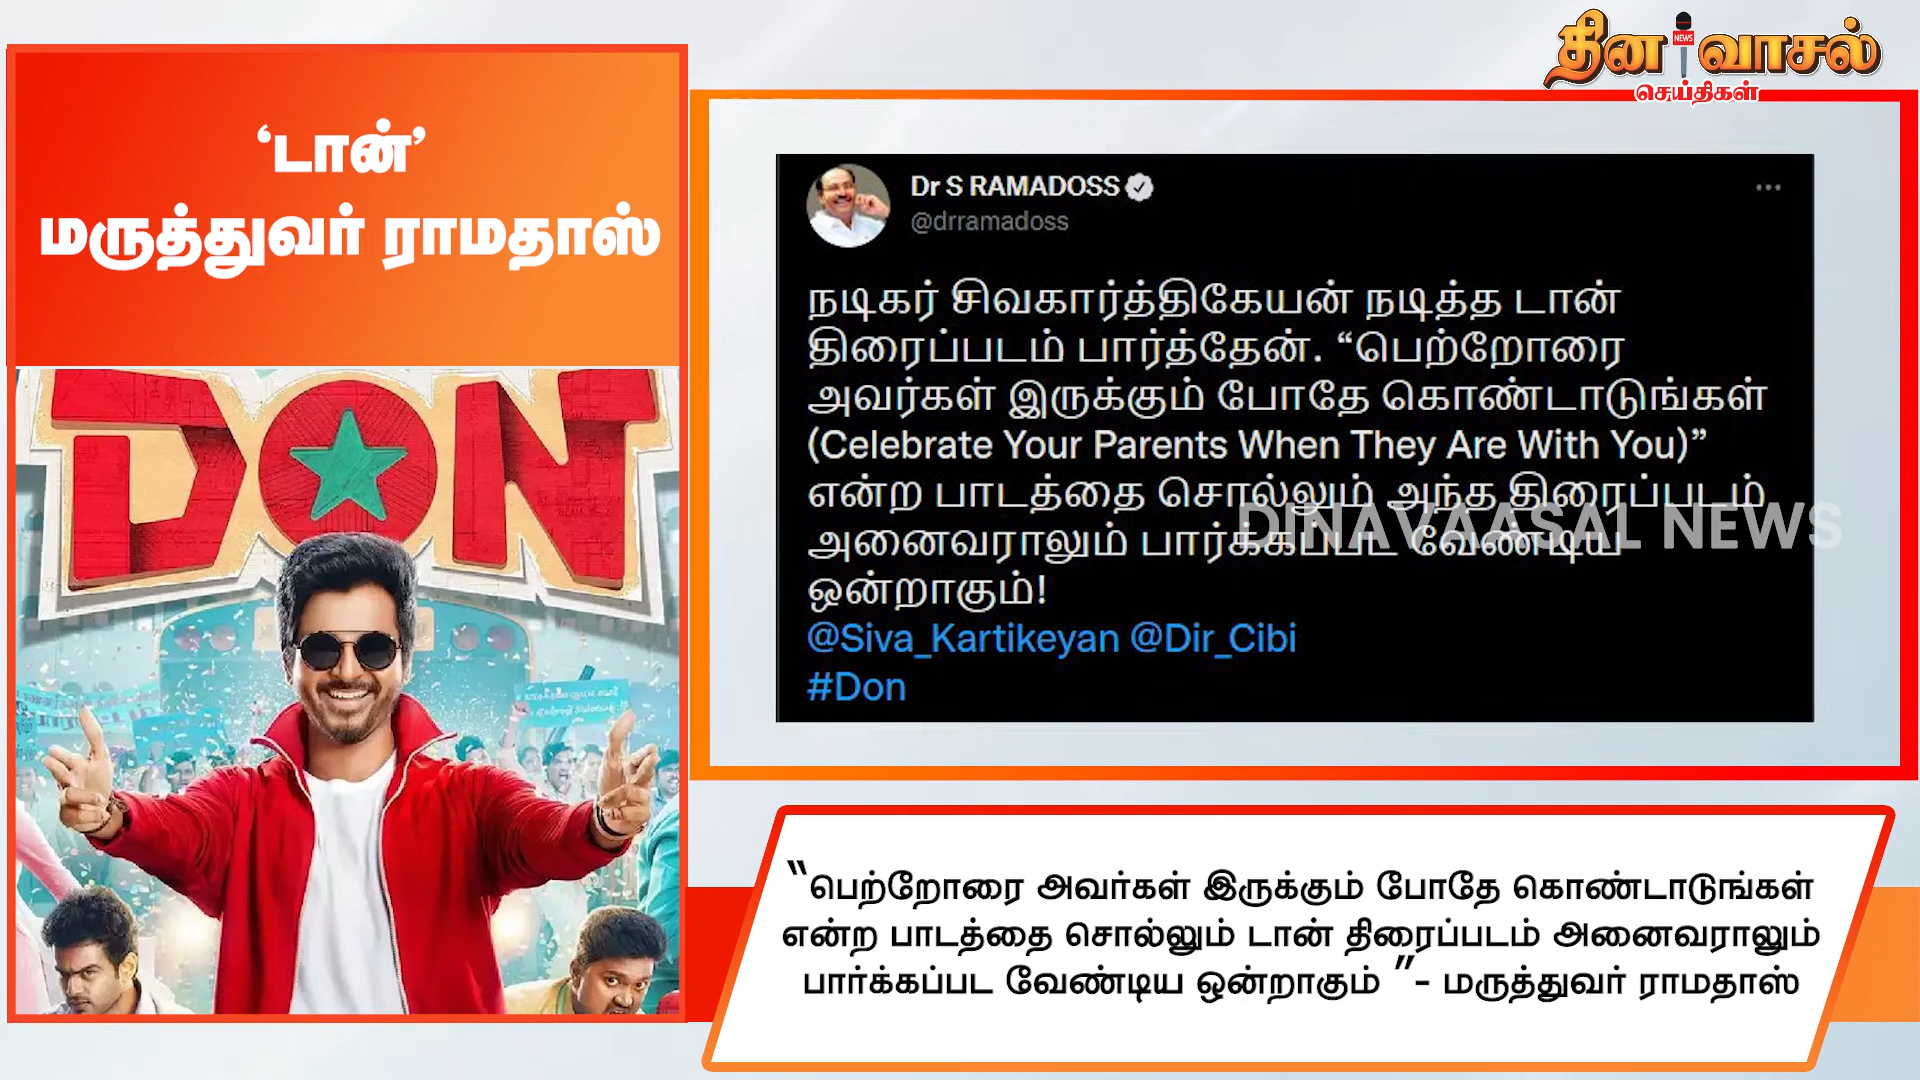 தினவாசல்
NEWS
செய்திகள்
‘டான்’
மருத்துவர் ராமதாஸ்
DON
Dr S RAMADOSS
@drramadoss
நடிகர் சிவகார்த்திகேயன் நடித்த டான்
திரைப்படம் பார்த்தேன். “பெற்றோரை
அவர்கள் இருக்கும் போதே கொண்டாடுங்கள்
(Celebrate Your Parents When They Are With You)”
என்ற பாடத்தை சொல்லும் அந்த திரைப்படம்
அனைவராலும் பார்க்கப்பட வேண்டிய
ஒன்றாகும்!
@Siva_Kartikeyan @Dir_Cibi
#Don
DINAVAASAL NEWS
“பெற்றோரை அவர்கள் இருக்கும் போதே கொண்டாடுங்கள்
என்ற பாடத்தை சொல்லும் டான் திரைப்படம் அனைவராலும்
பார்க்கப்பட வேண்டிய ஒன்றாகும் ”- மருத்துவர் ராமதாஸ்